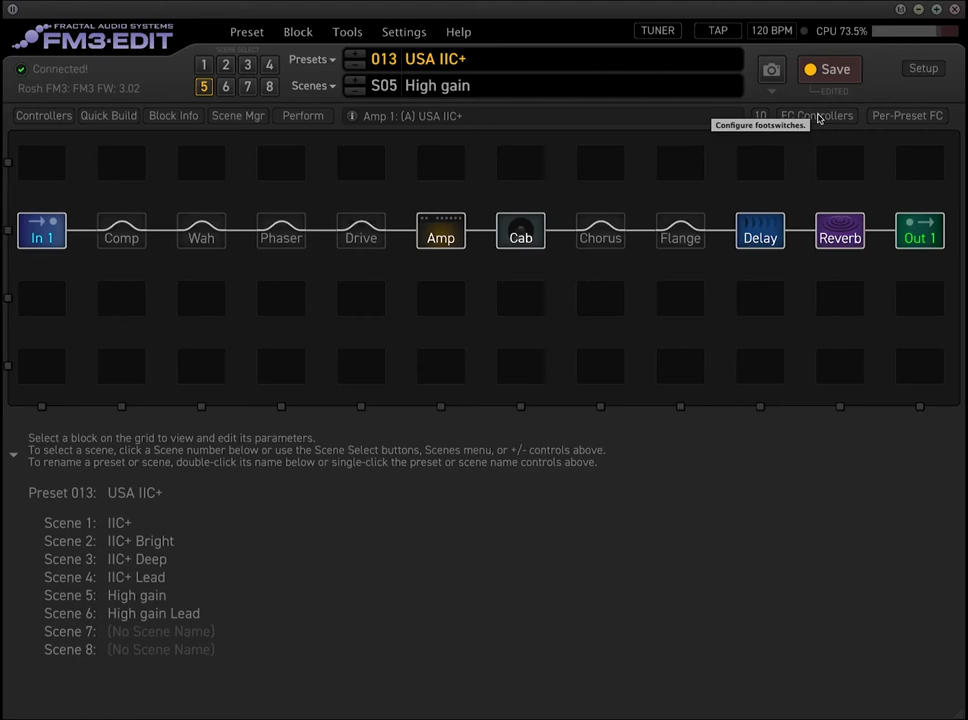 FRACTAL AUDIO SYSTEMS
FM3-EDIT
Preset Block Tools Settings Help
TUNER TAP 120 BPM CPU 73.5%
Connected!
Rosh FM3: FM3 FW: 3.02
SCENE SELECT
1 2 3 4
5 6 7 8
Presets 013 USA IIC+
Scenes S05 High gain
Save
EDITED
Setup
Controllers Quick Build Block Info Scene Mgr Perform Amp 1: (A) USA IIC+ 10 FC Controllers Per-Preset FC
Configure footswitches.
In 1 Comp Wah Phaser Drive Amp Cab Chorus Flange Delay Reverb Out 1
Select a block on the grid to view and edit its parameters.
To select a scene, click a Scene number below or use the Scene Select buttons, Scenes menu, or +/- controls above.
To rename a preset or scene, double-click its name below or single-click the preset or scene name controls above.
Preset 013: USA IIC+
Scene 1: IIC+
Scene 2: IIC+ Bright
Scene 3: IIC+ Deep
Scene 4: IIC+ Lead
Scene 5: High gain
Scene 6: High gain Lead
Scene 7: (No Scene Name)
Scene 8: (No Scene Name)